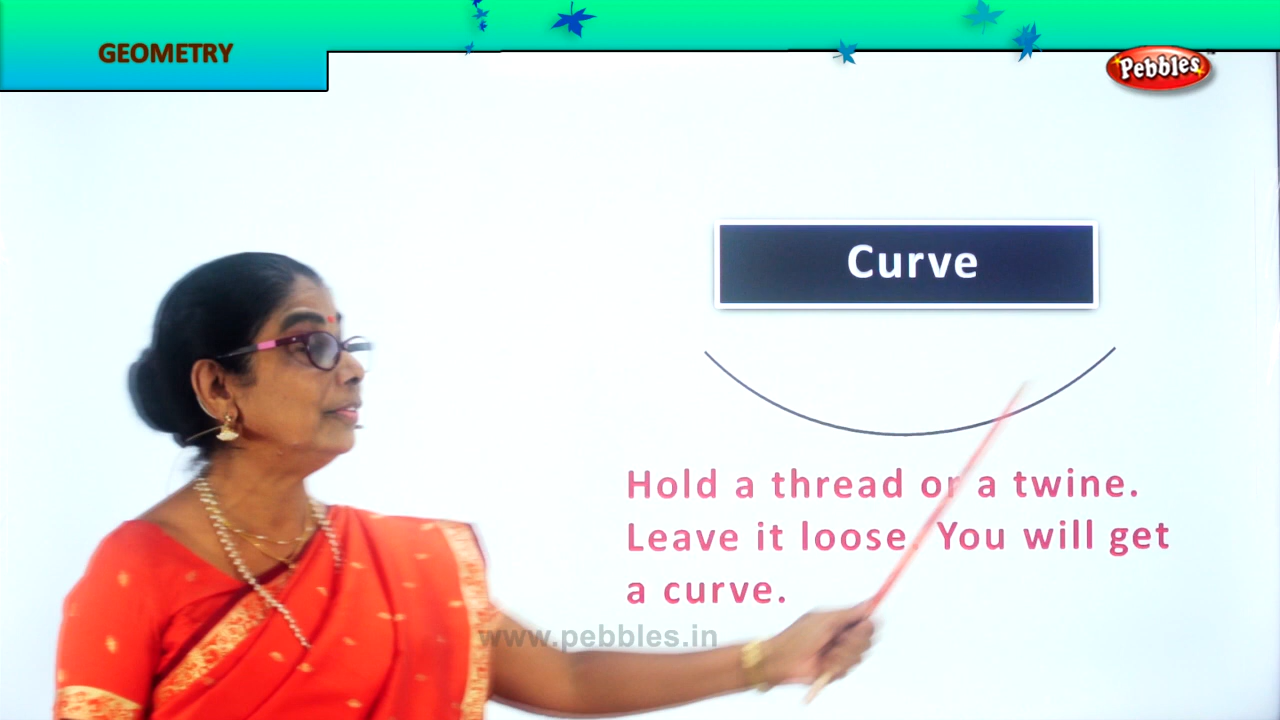 GEOMETRY
Pebbles
Curve
Hold a thread or a twine.
Leave it loose. You will get
a curve.
www.pebbles.in